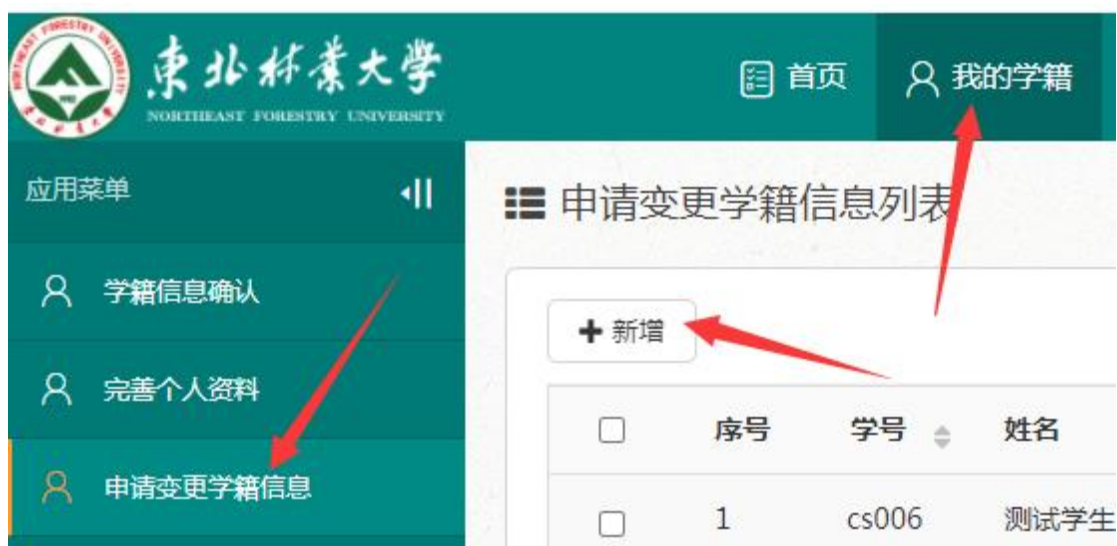 東北林業大學
NORTHEAST FORESTRY UNIVERSITY
首页
我的学籍
应用菜单
学籍信息确认
完善个人资料
申请变更学籍信息
申请变更学籍信息列表
新增
序号 学号 姓名
1 cs006 测试学生